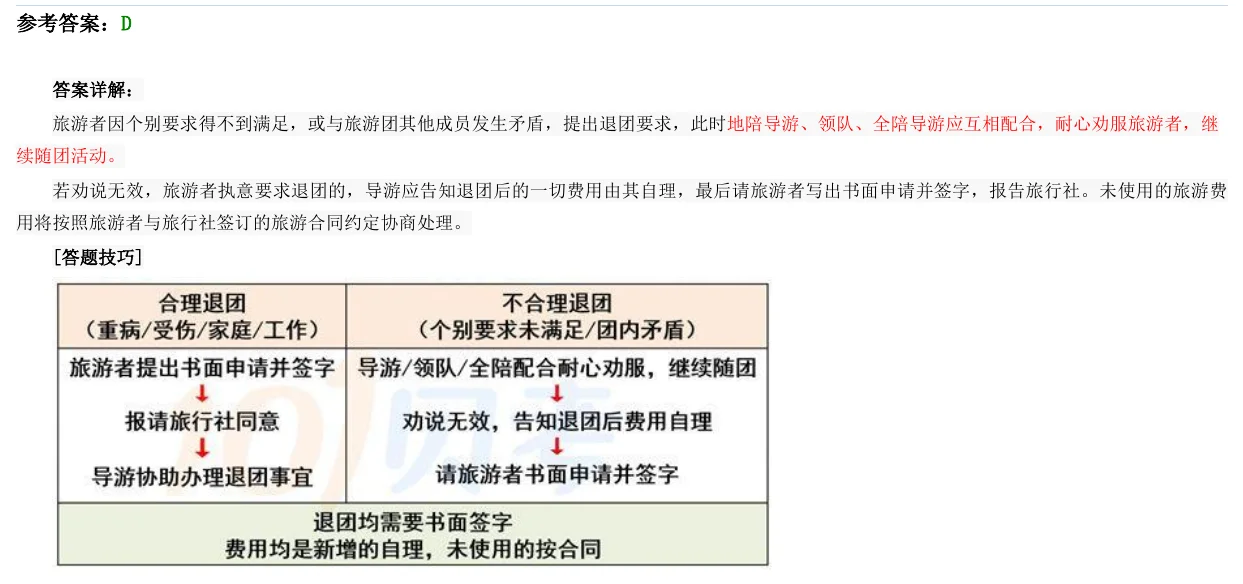 参考答案：D
答案详解：
旅游者因个别要求得不到满足，或与旅游团其他成员发生矛盾，提出退团要求，此时地陪导游、领队、全陪导游应互相配合，耐心劝服旅游者，继
续随团活动。
若劝说无效，旅游者执意要求退团的，导游应告知退团后的一切费用由其自理，最后请旅游者写出书面申请并签字，报告旅行社。未使用的旅游费
用将按照旅游者与旅行社签订的旅游合同约定协商处理。
[答题技巧]
合理退团
（重病/受伤/家庭/工作）
旅游者提出书面申请并签字
报请旅行社同意
导游协助办理退团事宜
不合理退团
（个别要求未满足/团内矛盾）
导游/领队/全陪配合耐心劝服，继续随团
劝说无效，告知退团后费用自理
请旅游者书面申请并签字
退团均需要书面签字
费用均是新增的自理，未使用的按合同